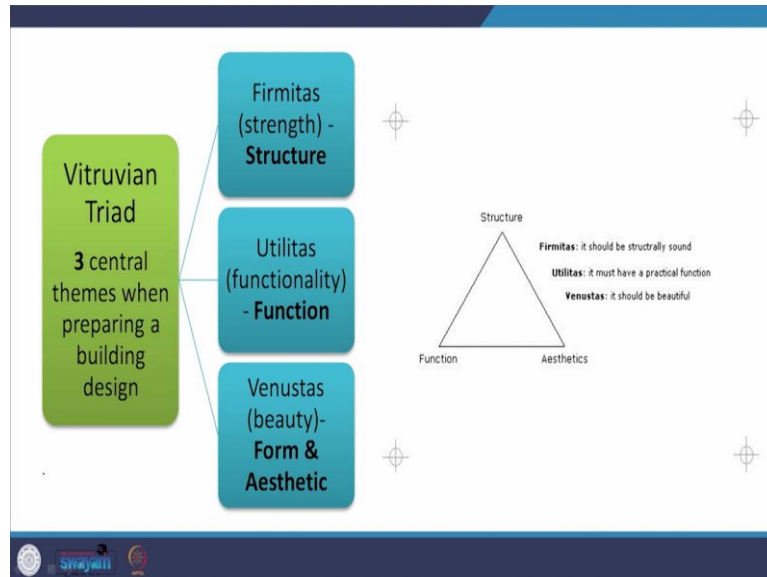 Vitruvian
Triad
3 central
themes when
preparing a
building
design
Firmitas
(strength) -
Structure
Utilitas
(functionality)
- Function
Venustas
(beauty)-
Form &
Aesthetic
Structure
Firmitas: it should be structrally sound
Utilitas: it must have a practical function
Venustas: it should be beautiful
Function
Aesthetics
swayam